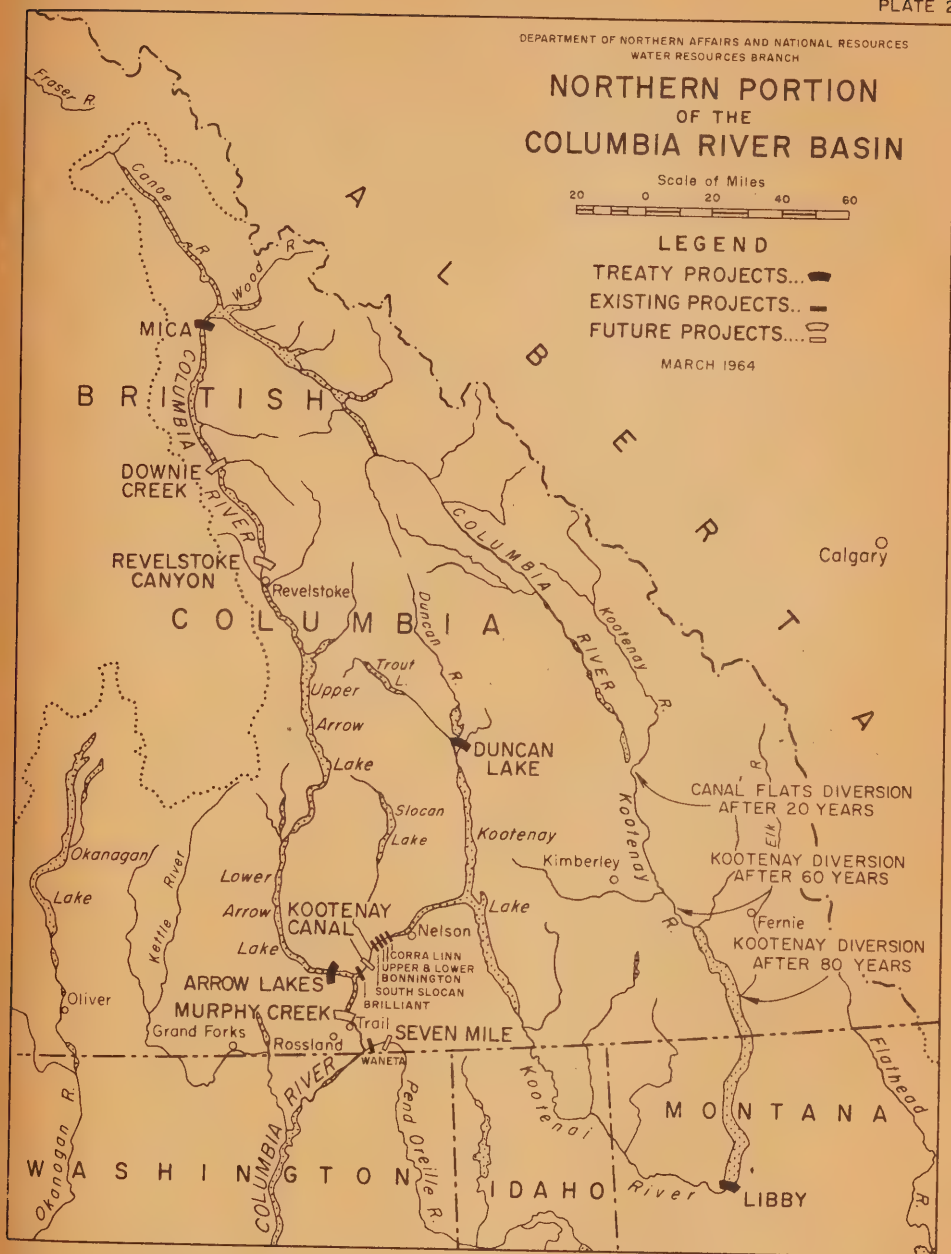 PLATE 2
DEPARTMENT OF NORTHERN AFFAIRS AND NATIONAL RESOURCES
WATER RESOURCES BRANCH
NORTHERN PORTION
OF THE
COLUMBIA RIVER BASIN
Scale of Miles
20 0 20 40 60
LEGEND
TREATY PROJECTS...
EXISTING PROJECTS..
FUTURE PROJECTS....
MARCH 1964
Fraser R.
Canoe R
Wood R
ALBERTA
MICA
COLUMBIA RIVER
BRITISH
COLUMBIA
DOWNIE
CREEK
REVELSTOKE
CANYON
Revelstoke
COLUMBIA RIVER
Calgary
Kootenay R.
Duncan R.
Trout
L.
Upper
Arrow
Lake
DUNCAN
LAKE
CANAL FLATS DIVERSION
AFTER 20 YEARS
Slocan
Lake
Kootenay
Lake
Kootenay R.
Elk R.
Kimberley
KOOTENAY DIVERSION
AFTER 60 YEARS
Fernie
KOOTENAY DIVERSION
AFTER 80 YEARS
Okanagan
Lake
Kettle River
Lower
Arrow
Lake
KOOTENAY
CANAL
Nelson
CORRA LINN
UPPER & LOWER
BONNINGTON
SOUTH SLOCAN
BRILLIANT
ARROW LAKES
MURPHY CREEK
Trail
SEVEN MILE
Oliver
Grand Forks
Rossland
WANETA
Flathead R.
Kootenai River
MONTANA
Pend Oreille R.
COLUMBIA RIVER
Okanogan R.
WASHINGTON
IDAHO
LIBBY